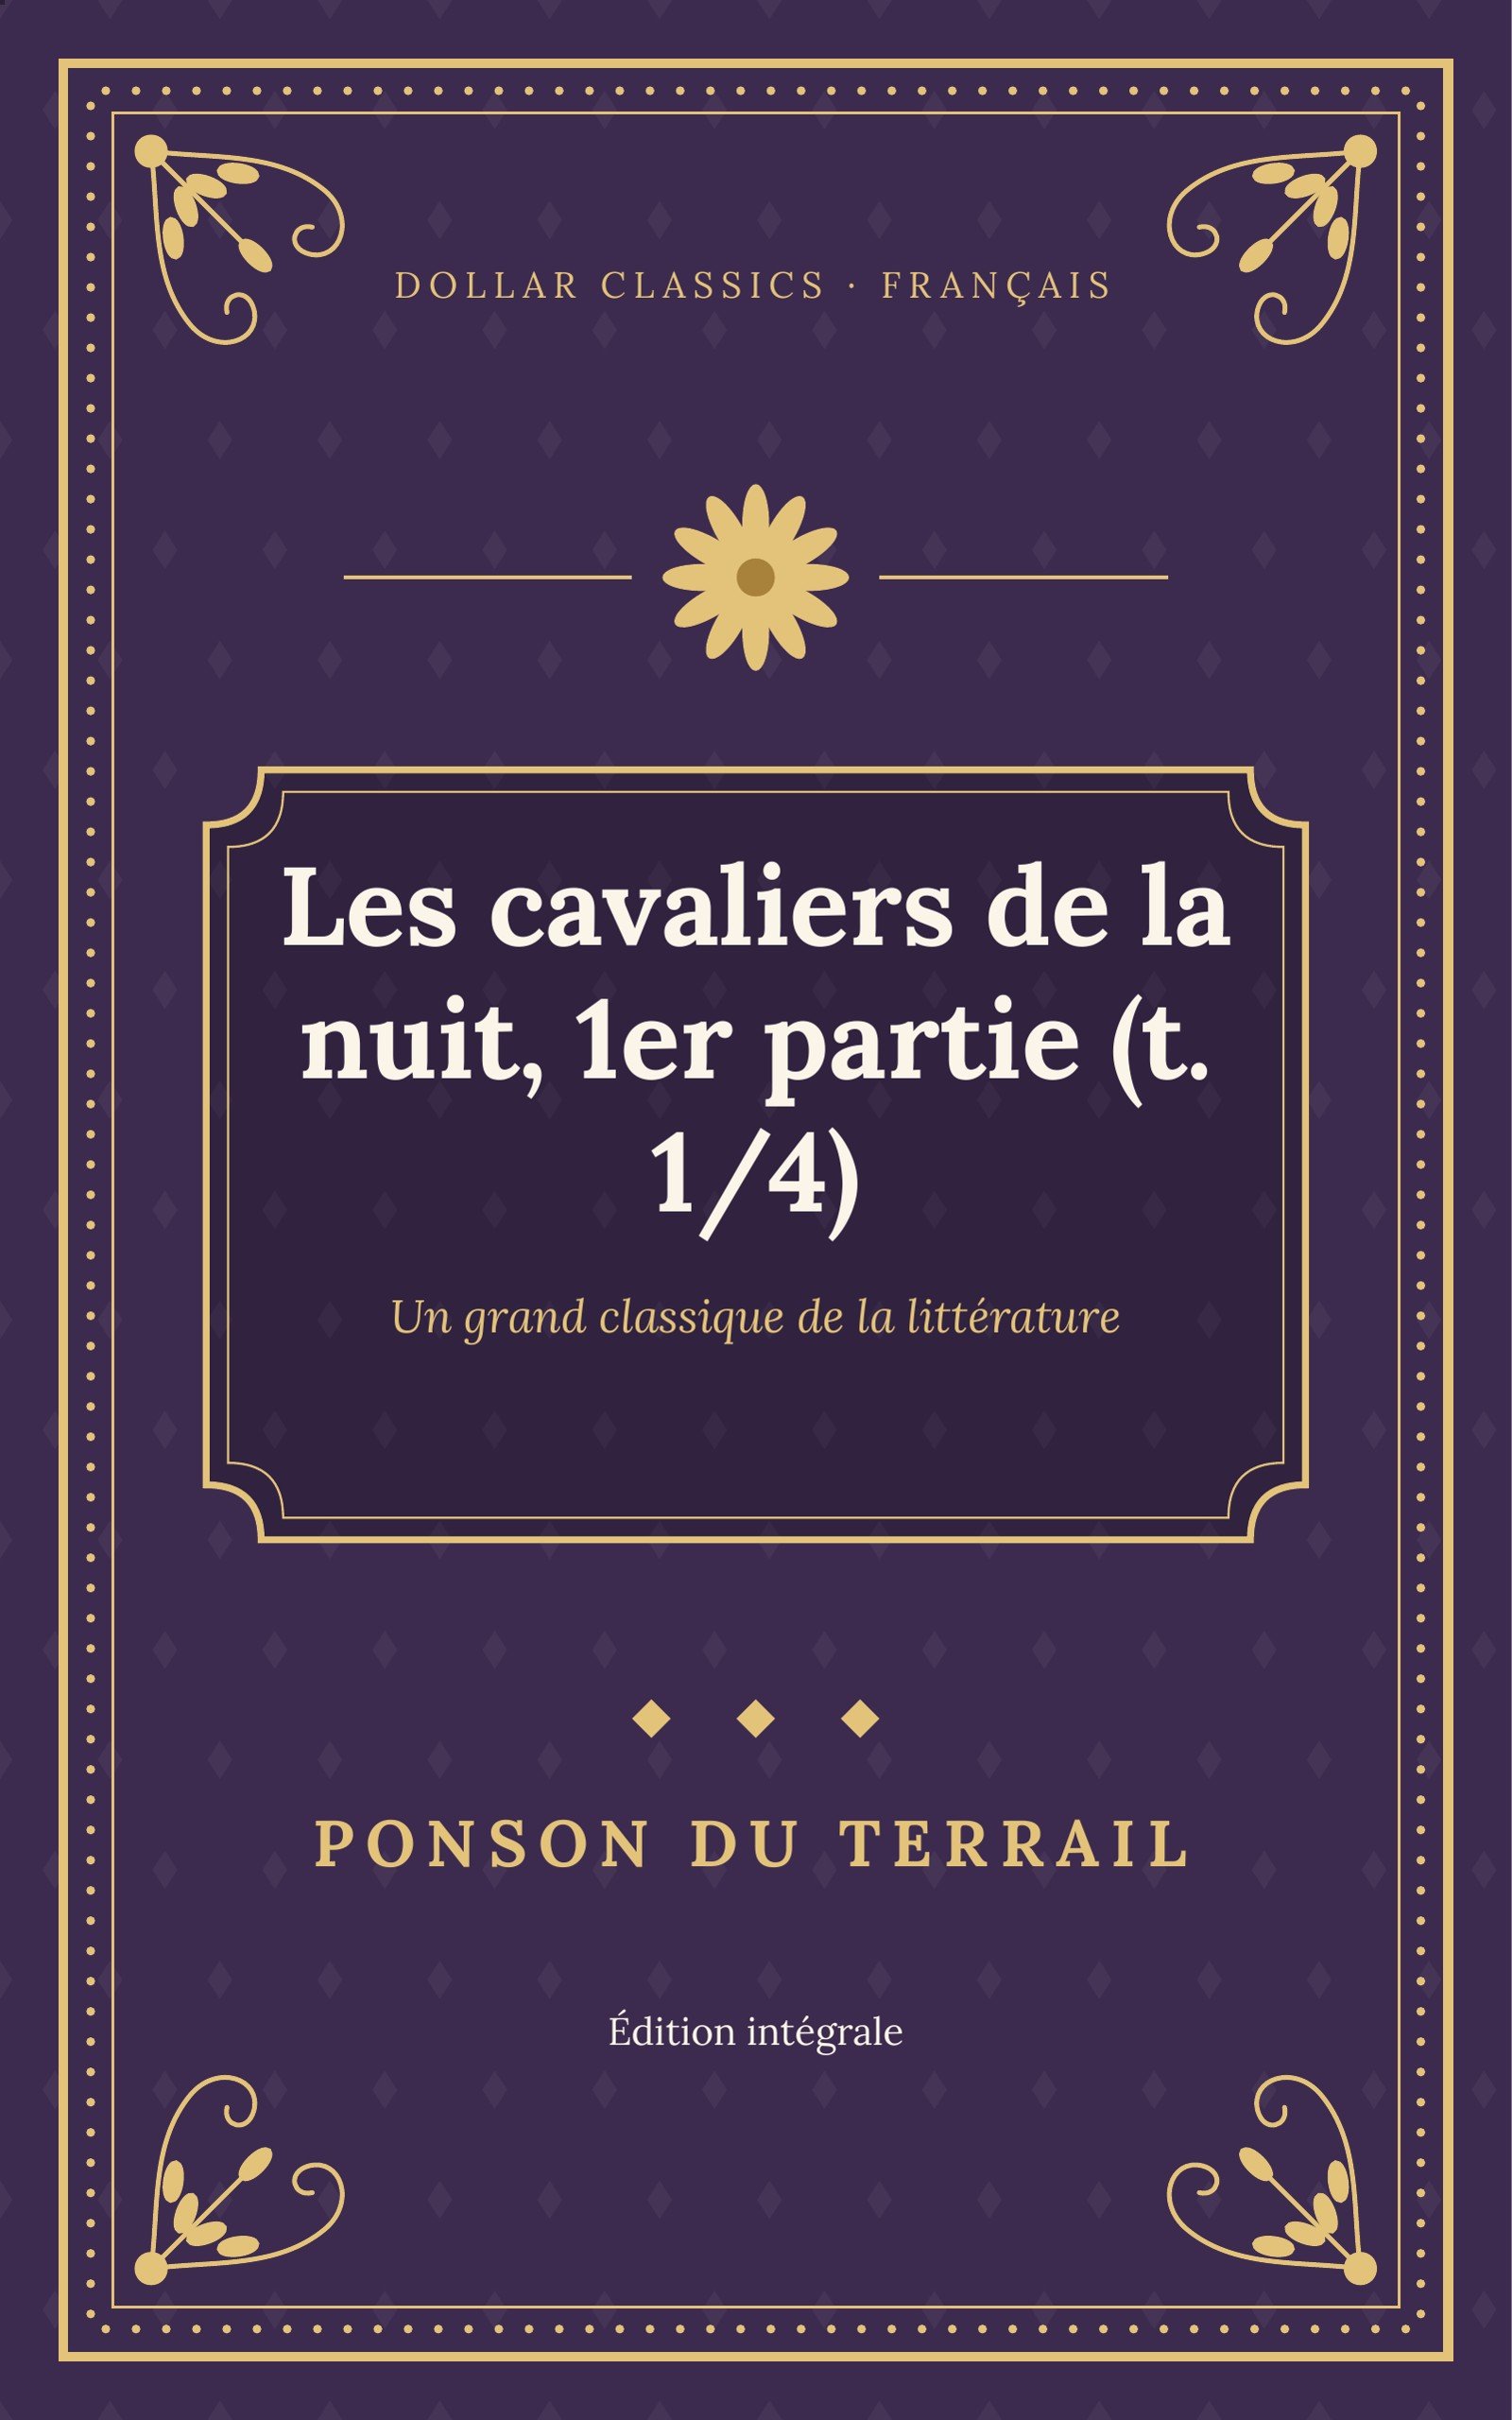 DOLLAR CLASSICS · FRANÇAIS
Les cavaliers de la
nuit, 1er partie (t.
1/4)
Un grand classique de la littérature
PONSON DU TERRAIL
Édition intégrale